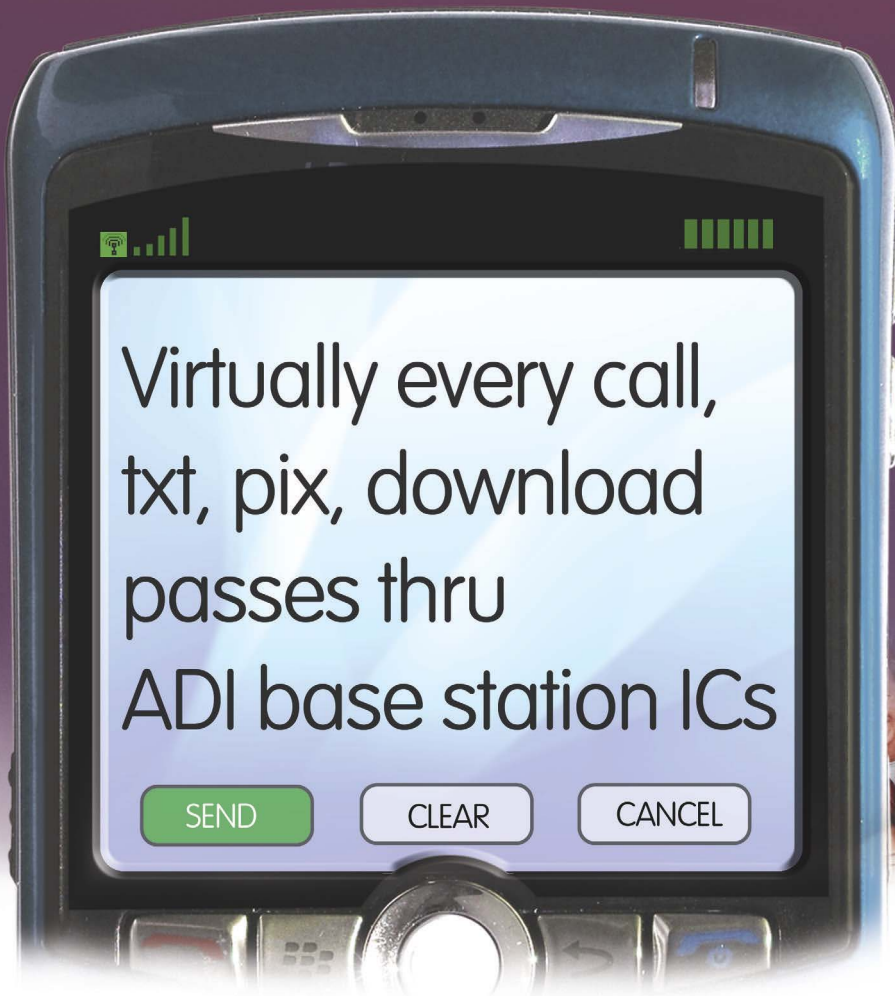 Virtually every call,
txt, pix, download
passes thru
ADI base station ICs
SEND
CLEAR
CANCEL